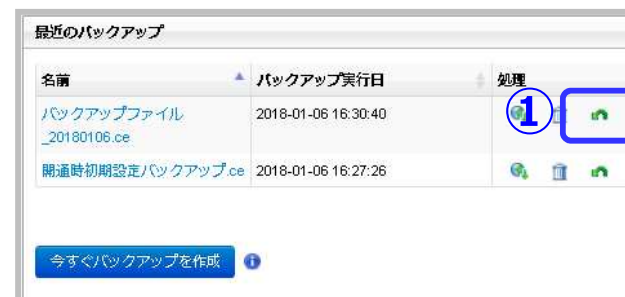 最近のバックアップ
名前 バックアップ実行日 処理
バックアップファイル 2018-01-06 16:30:40 ①
_20180106.ce
開通時初期設定バックアップ.ce 2018-01-06 16:27:26
今すぐバックアップを作成